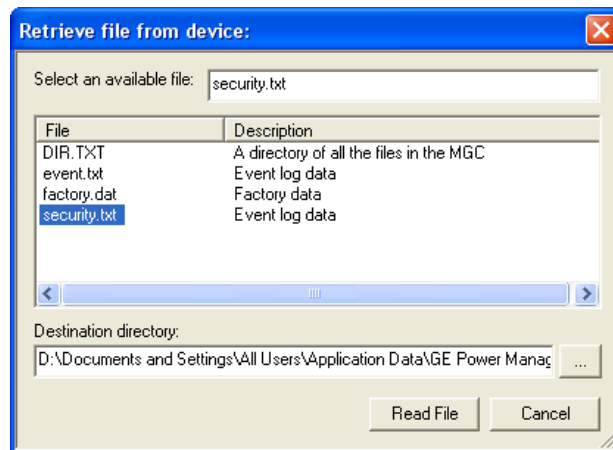 Retrieve file from device:
Select an available file: security.txt
File Description
DIR.TXT A directory of all the files in the MGC
event.txt Event log data
factory.dat Factory data
security.txt Event log data
Destination directory:
D:\Documents and Settings\All Users\Application Data\GE Power Manag ...
Read File Cancel